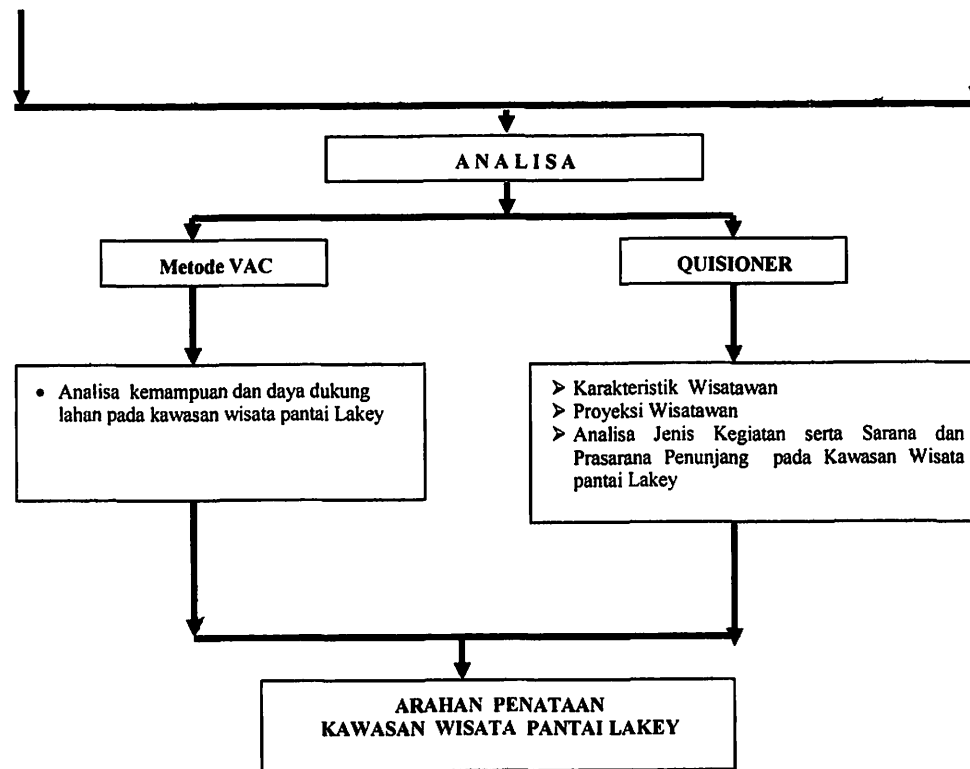 ANALISA
Metode VAC
QUISIONER
• Analisa kemampuan dan daya dukung
lahan pada kawasan wisata pantai Lakey
➢ Karakteristik Wisatawan
➢ Proyeksi Wisatawan
➢ Analisa Jenis Kegiatan serta Sarana dan
Prasarana Penunjang pada Kawasan Wisata
pantai Lakey
ARAHAN PENATAAN
KAWASAN WISATA PANTAI LAKEY